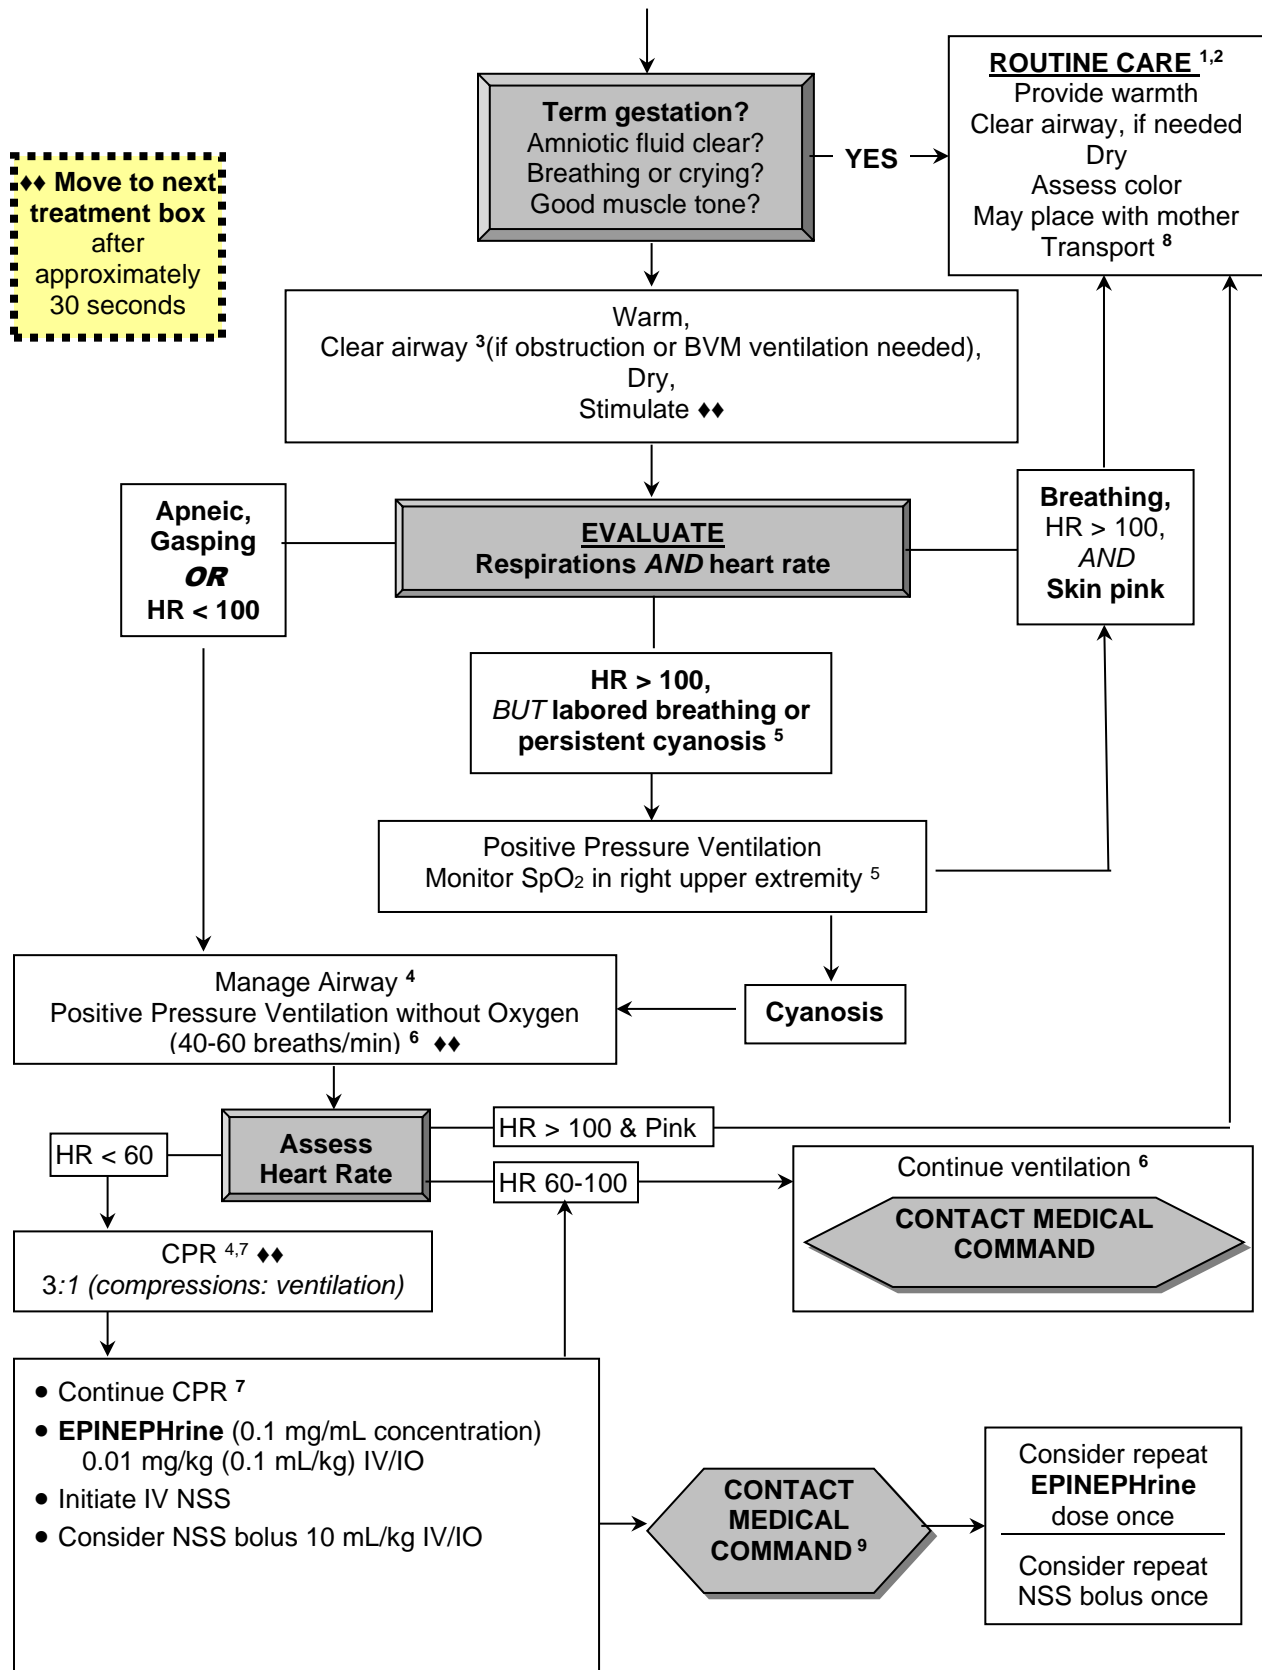 Term gestation?
Amniotic fluid clear?
Breathing or crying?
Good muscle tone?
YES
ROUTINE CARE 1,2
Provide warmth
Clear airway, if needed
Dry
Assess color
May place with mother
Transport 8
♦♦ Move to next
treatment box
after
approximately
30 seconds
Warm,
Clear airway 3(if obstruction or BVM ventilation needed),
Dry,
Stimulate ♦♦
Apneic,
Gasping
OR
HR < 100
EVALUATE
Respirations AND heart rate
Breathing,
HR > 100,
AND
Skin pink
HR > 100,
BUT labored breathing or
persistent cyanosis 5
Positive Pressure Ventilation
Monitor SpO2 in right upper extremity 5
Manage Airway 4
Positive Pressure Ventilation without Oxygen
(40-60 breaths/min) 6 ♦♦
Cyanosis
Assess
Heart Rate
HR < 60
HR > 100 & Pink
HR 60-100
Continue ventilation 6
CONTACT MEDICAL
COMMAND
CPR 4,7 ♦♦
3:1 (compressions: ventilation)
• Continue CPR 7
• EPINEPHrine (0.1 mg/mL concentration)
0.01 mg/kg (0.1 mL/kg) IV/IO
• Initiate IV NSS
• Consider NSS bolus 10 mL/kg IV/IO
CONTACT
MEDICAL
COMMAND 9
Consider repeat
EPINEPHrine
dose once
Consider repeat
NSS bolus once